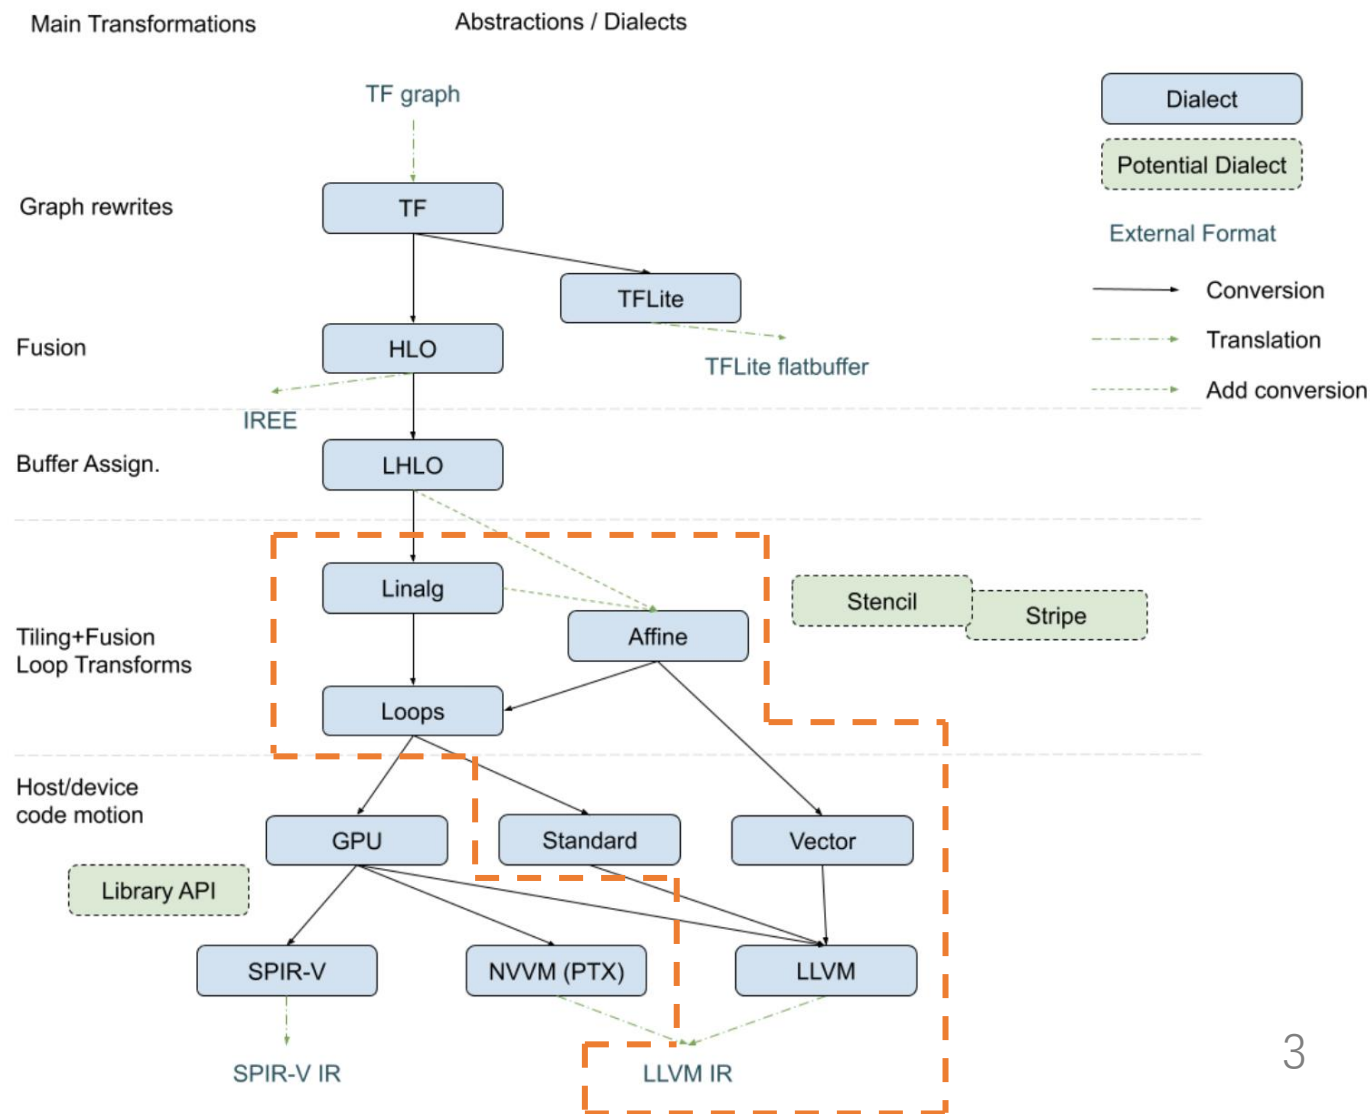 Main Transformations
Abstractions / Dialects
TF graph
Dialect
Potential Dialect
External Format
Conversion
Translation
Add conversion
Graph rewrites
TF
TFLite
TFLite flatbuffer
Fusion
HLO
IREE
Buffer Assign.
LHLO
Linalg
Affine
Stencil
Stripe
Tiling+Fusion
Loop Transforms
Loops
Host/device
code motion
GPU
Standard
Vector
Library API
SPIR-V
NVVM (PTX)
LLVM
SPIR-V IR
LLVM IR
3